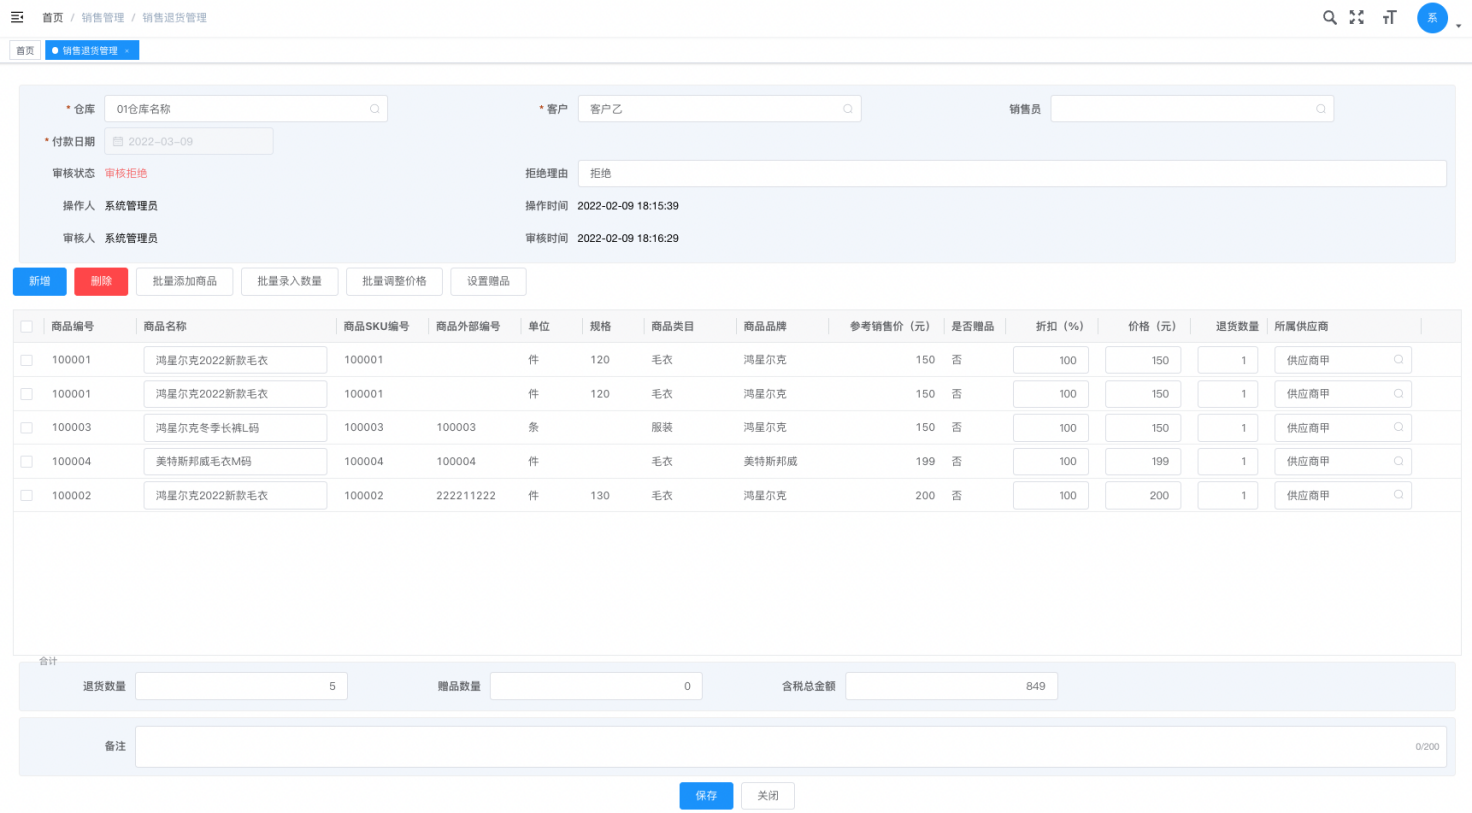 首页 / 销售管理 / 销售退货管理
系
首页 销售退货管理 ×
* 仓库 01仓库名称 * 客户 客户乙 销售员
* 付款日期 2022-03-09
审核状态 审核拒绝 拒绝理由 拒绝
操作人 系统管理员 操作时间 2022-02-09 18:15:39
审核人 系统管理员 审核时间 2022-02-09 18:16:29
新增 删除 批量添加商品 批量录入数量 批量调整价格 设置赠品
商品编号 商品名称 商品SKU编号 商品外部编号 单位 规格 商品类目 商品品牌 参考销售价（元） 是否赠品 折扣（%） 价格（元） 退货数量 所属供应商
100001 鸿星尔克2022新款毛衣 100001 件 120 毛衣 鸿星尔克 150 否 100 150 1 供应商甲
100001 鸿星尔克2022新款毛衣 100001 件 120 毛衣 鸿星尔克 150 否 100 150 1 供应商甲
100003 鸿星尔克冬季长裤L码 100003 100003 条 服装 鸿星尔克 150 否 100 150 1 供应商甲
100004 美特斯邦威毛衣M码 100004 100004 件 毛衣 美特斯邦威 199 否 100 199 1 供应商甲
100002 鸿星尔克2022新款毛衣 100002 222211222 件 130 毛衣 鸿星尔克 200 否 100 200 1 供应商甲
合计
退货数量 5 赠品数量 0 含税总金额 849
备注 0/200
保存 关闭